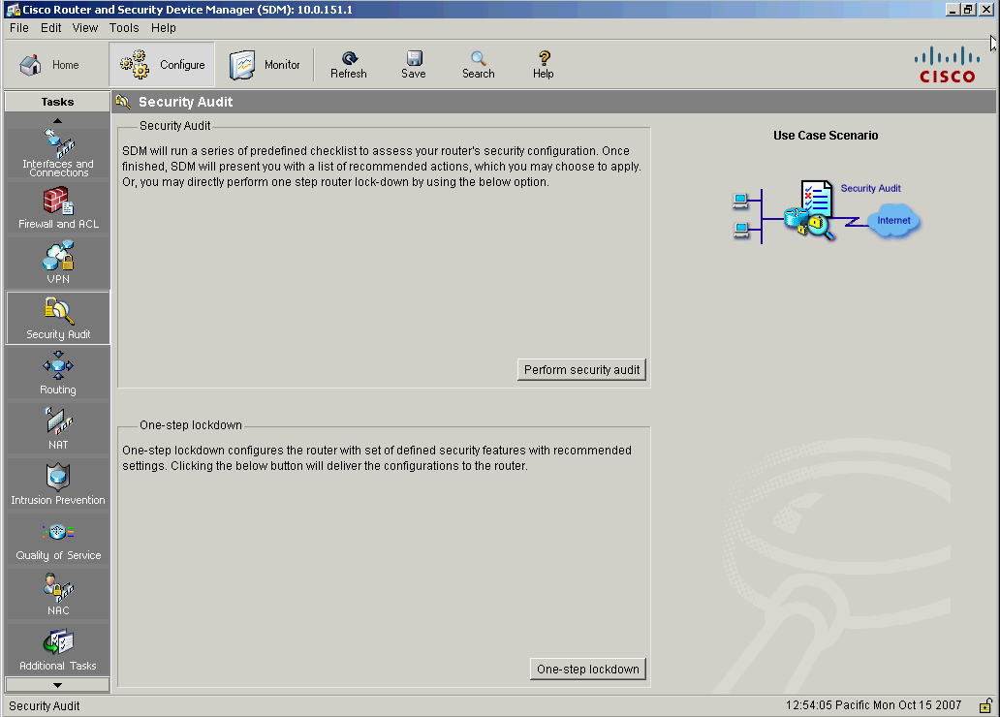 Cisco Router and Security Device Manager (SDM): 10.0.151.1
File Edit View Tools Help
Home Configure Monitor Refresh Save Search Help
CISCO
Tasks
Security Audit
Interfaces and
Connections
Firewall and ACL
VPN
Security Audit
Routing
NAT
Intrusion Prevention
Quality of Service
NAC
Additional Tasks
Security Audit
SDM will run a series of predefined checklist to assess your router's security configuration. Once
finished, SDM will present you with a list of recommended actions, which you may choose to apply.
Or, you may directly perform one step router lock-down by using the below option.
Perform security audit
One-step lockdown
One-step lockdown configures the router with set of defined security features with recommended
settings. Clicking the below button will deliver the configurations to the router.
One-step lockdown
Use Case Scenario
Security Audit
Internet
Security Audit
12:54:05 Pacific Mon Oct 15 2007